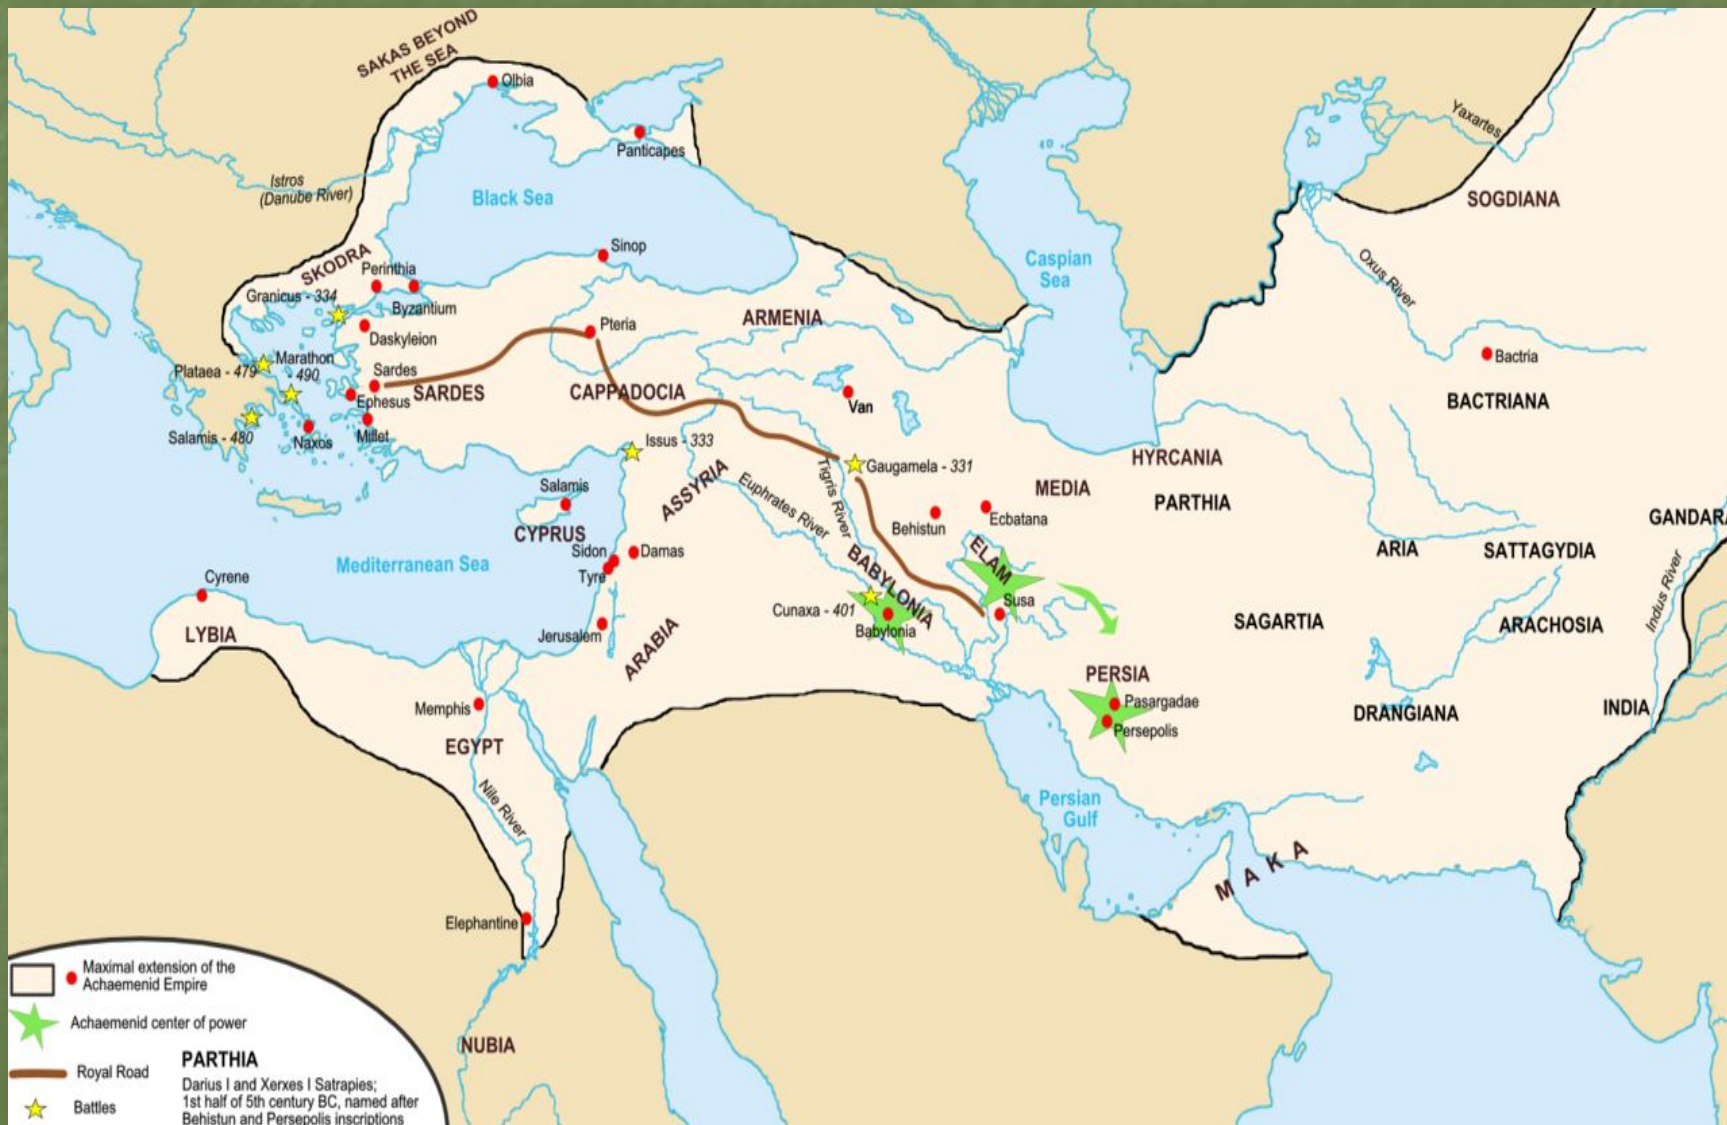 SAKAS BEYOND
THE SEA
Olbia
Panticapes
Yaxartes
Istros
(Danube River)
Black Sea
SOGDIANA
Sinop
SKODRA
Perinthia
Caspian
Sea
Oxus River
Granicus - 334
Byzantium
ARMENIA
Pteria
Daskyleion
Bactria
Marathon
- 490
Plataea - 479
Sardes
SARDES
CAPPADOCIA
Ephesus
Van
BACTRIANA
Salamis - 480
Naxos
Millet
Issus - 333
HYRCANIA
Gaugamela - 331
Tigris River
ASSYRIA
Euphrates River
MEDIA
PARTHIA
Salamis
Behistun
Ecbatana
GANDARA
CYPRUS
ELAM
ARIA
SATTAGYDIA
Sidon
Damas
Mediterranean Sea
Tyre
BABYLONIA
Cyrene
Susa
Indus River
Cunaxa - 401
Babylonia
SAGARTIA
ARACHOSIA
LYBIA
Jerusalem
ARABIA
PERSIA
Pasargadae
Persepolis
DRANGIANA
INDIA
Memphis
EGYPT
Nile River
Persian
Gulf
MAKA
Elephantine
NUBIA
Maximal extension of the
Achaemenid Empire
Achaemenid center of power
Royal Road
Battles
PARTHIA
Darius I and Xerxes I Satrapies;
1st half of 5th century BC, named after
Behistun and Persepolis inscriptions